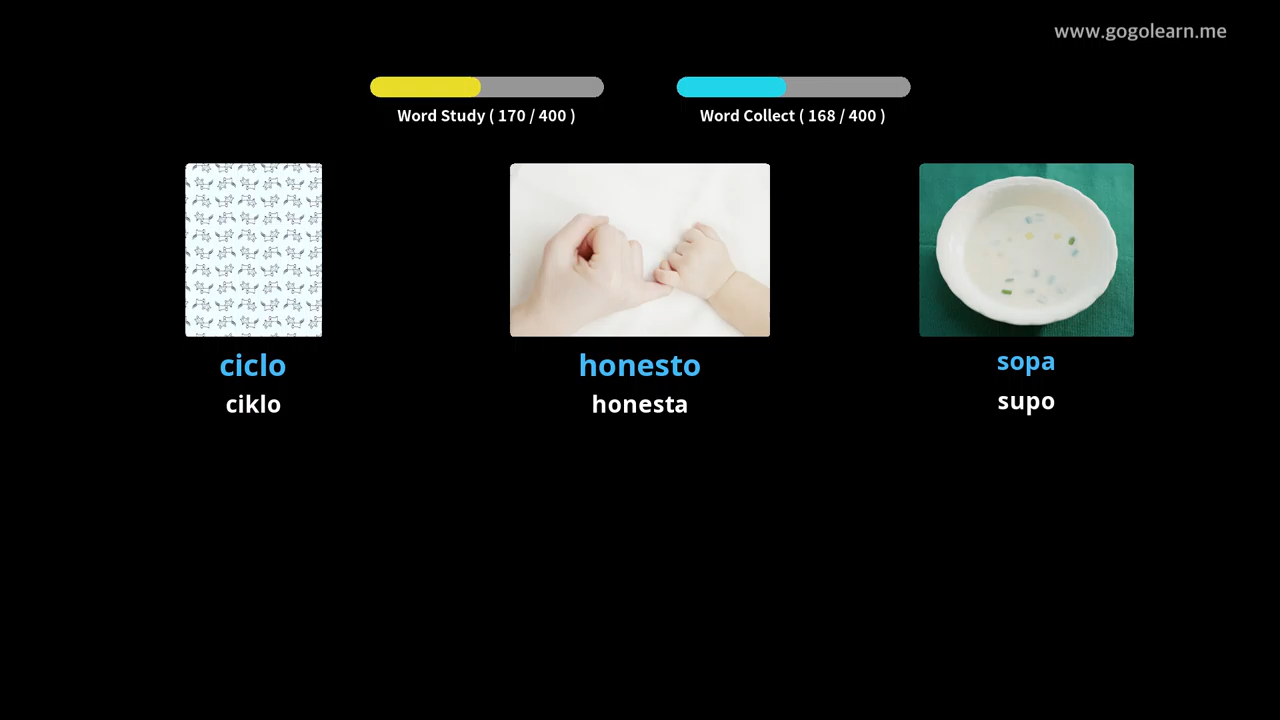 www.gogolearn.me
Word Study ( 170 / 400 )
Word Collect ( 168 / 400 )
ciclo
ciklo
honesto
honesta
sopa
supo